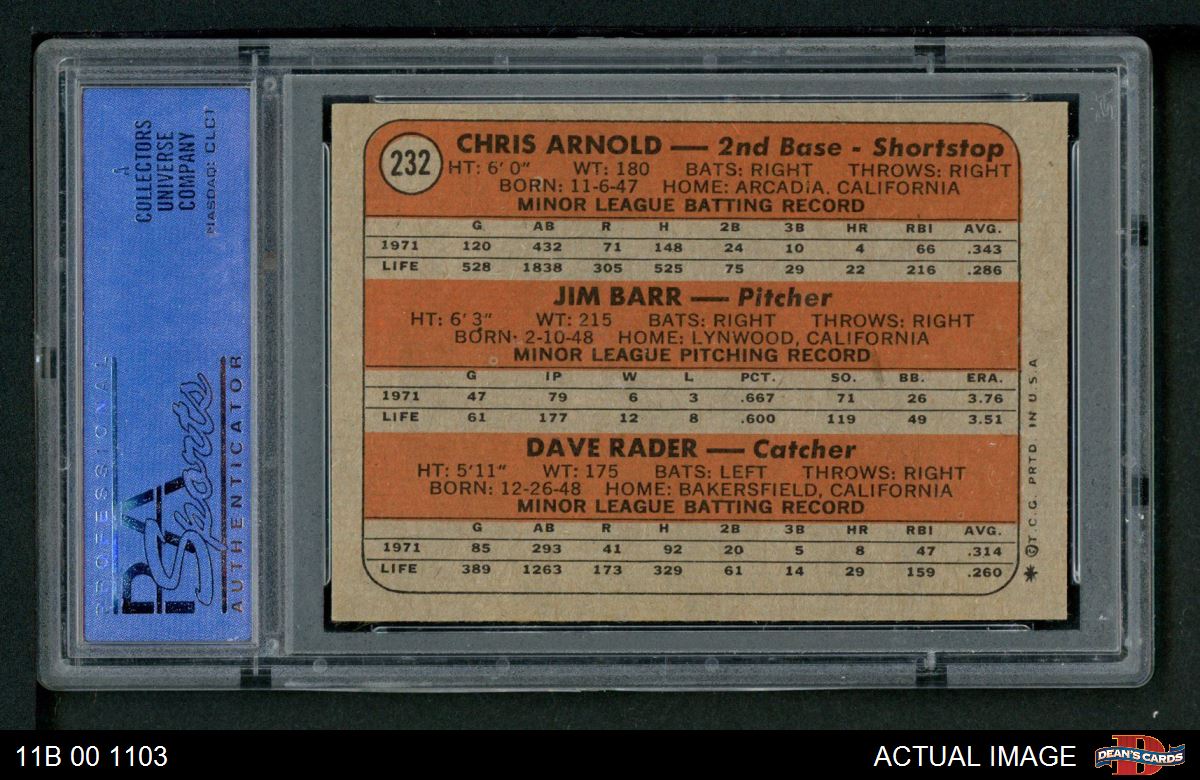 A
COLLECTORS
UNIVERSE
COMPANY
NASDAQ: CLCT
PROFESSIONAL
PSA
Sports
AUTHENTICATOR
232
CHRIS ARNOLD — 2nd Base - Shortstop
HT: 6' 0" WT: 180 BATS: RIGHT THROWS: RIGHT
BORN: 11-6-47 HOME: ARCADIA, CALIFORNIA
MINOR LEAGUE BATTING RECORD
G AB R H 2B 3B HR RBI AVG.
1971 120 432 71 148 24 10 4 66 .343
LIFE 528 1838 305 525 75 29 22 216 .286
JIM BARR — Pitcher
HT: 6' 3" WT: 215 BATS: RIGHT THROWS: RIGHT
BORN: 2-10-48 HOME: LYNWOOD, CALIFORNIA
MINOR LEAGUE PITCHING RECORD
G IP W L PCT. SO. BB. ERA.
1971 47 79 6 3 .667 71 26 3.76
LIFE 61 177 12 8 .600 119 49 3.51
DAVE RADER — Catcher
HT: 5'11" WT: 175 BATS: LEFT THROWS: RIGHT
BORN: 12-26-48 HOME: BAKERSFIELD, CALIFORNIA
MINOR LEAGUE BATTING RECORD
G AB R H 2B 3B HR RBI AVG.
1971 85 293 41 92 20 5 8 47 .314
LIFE 389 1263 173 329 61 14 29 159 .260
* © T.C.G. PRTD. IN U.S.A
11B 00 1103
ACTUAL IMAGE
D
DEAN'S CARDS